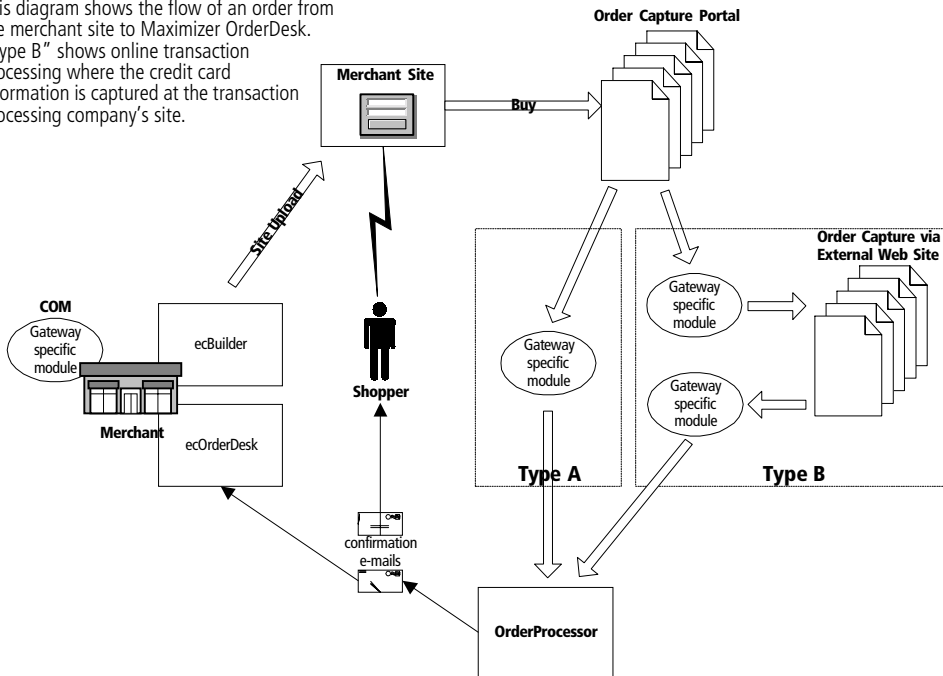 is diagram shows the flow of an order from
e merchant site to Maximizer OrderDesk.
ype B" shows online transaction
ocessing where the credit card
ormation is captured at the transaction
ocessing company's site.
Order Capture Portal
Merchant Site
Buy
Site Upload
Order Capture via
External Web Site
COM
Gateway
specific
module
ecBuilder
Gateway
specific
module
Gateway
specific
module
Shopper
Gateway
specific
module
Merchant
ecOrderDesk
Type A
Type B
confirmation
e-mails
OrderProcessor